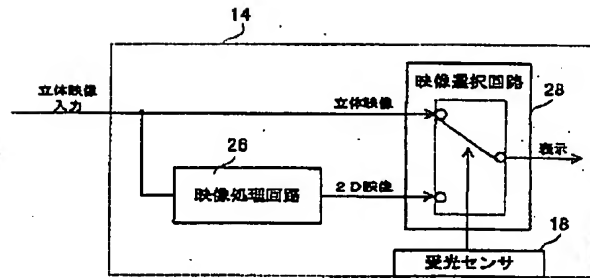 14
立体映像
入力
立体映像
映像選択回路
28
表示
26
映像処理回路
2D映像
18
受光センサ